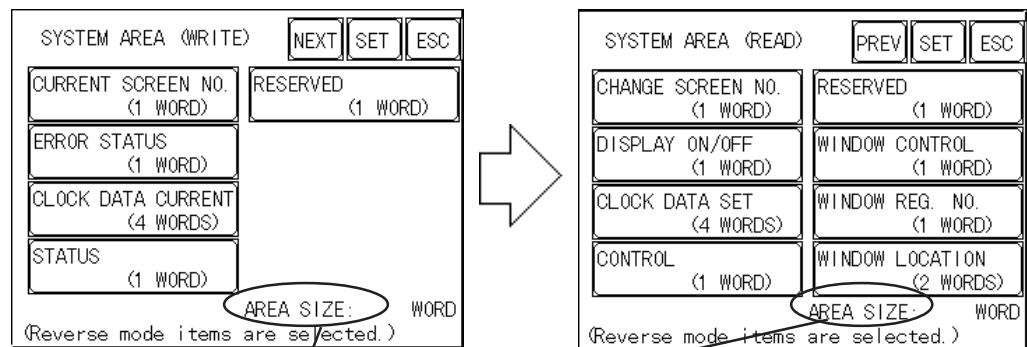 SYSTEM AREA (WRITE) NEXT SET ESC
CURRENT SCREEN NO. RESERVED
(1 WORD) (1 WORD)
ERROR STATUS
(1 WORD)
CLOCK DATA CURRENT
(4 WORDS)
STATUS
(1 WORD)
AREA SIZE: WORD
(Reverse mode items are selected.)
SYSTEM AREA (READ) PREV SET ESC
CHANGE SCREEN NO. RESERVED
(1 WORD) (1 WORD)
DISPLAY ON/OFF WINDOW CONTROL
(1 WORD) (1 WORD)
CLOCK DATA SET WINDOW REG. NO.
(4 WORDS) (1 WORD)
CONTROL WINDOW LOCATION
(1 WORD) (2 WORDS)
AREA SIZE: WORD
(Reverse mode items are selected.)